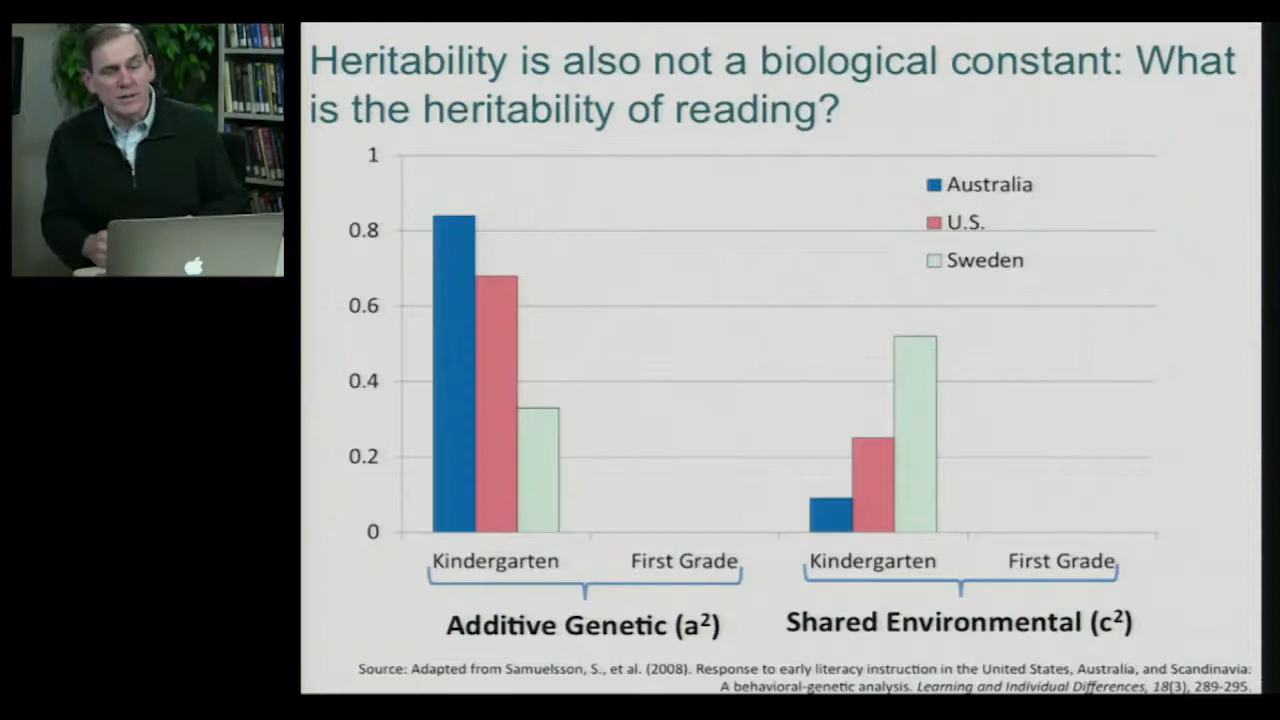 Heritability is also not a biological constant: What
is the heritability of reading?
1
0.8
0.6
0.4
0.2
0
Australia
U.S.
Sweden
Kindergarten First Grade Kindergarten First Grade
Additive Genetic (a²) Shared Environmental (c²)
Source: Adapted from Samuelsson, S., et al. (2008). Response to early literacy instruction in the United States, Australia, and Scandinavia:
A behavioral-genetic analysis. Learning and Individual Differences, 18(3), 289-295.